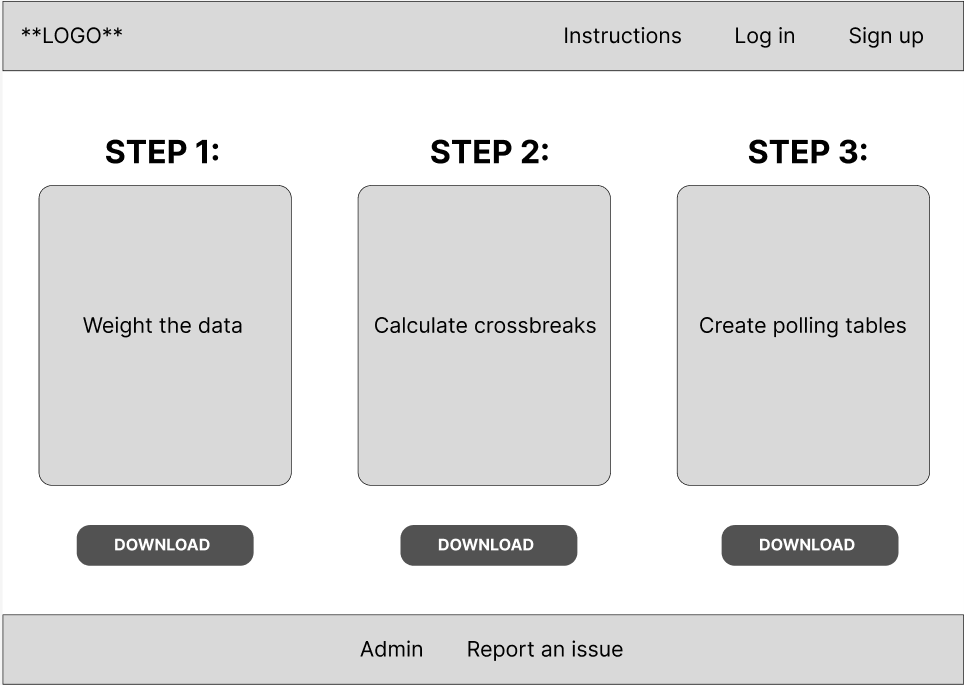 **LOGO** Instructions Log in Sign up
STEP 1: STEP 2: STEP 3:
Weight the data Calculate crossbreaks Create polling tables
DOWNLOAD DOWNLOAD DOWNLOAD
Admin Report an issue